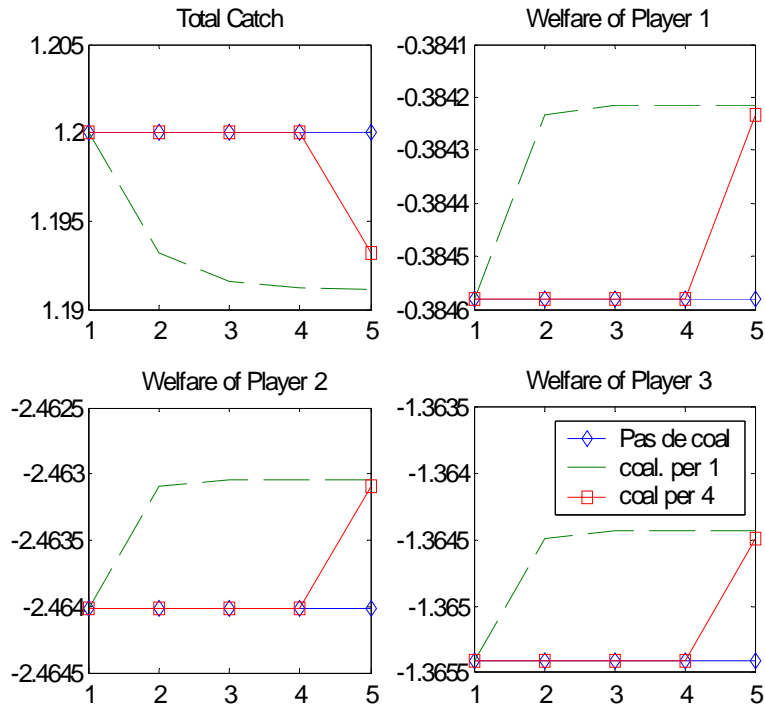 Total Catch
1.205
1.2
1.195
1.19
1 2 3 4 5
Welfare of Player 1
-0.3841
-0.3842
-0.3843
-0.3844
-0.3845
-0.3846
1 2 3 4 5
Welfare of Player 2
-2.4625
-2.463
-2.4635
-2.464
-2.4645
1 2 3 4 5
Welfare of Player 3
-1.3635
-1.364
-1.3645
-1.365
-1.3655
1 2 3 4 5
Pas de coal
coal. per 1
coal per 4